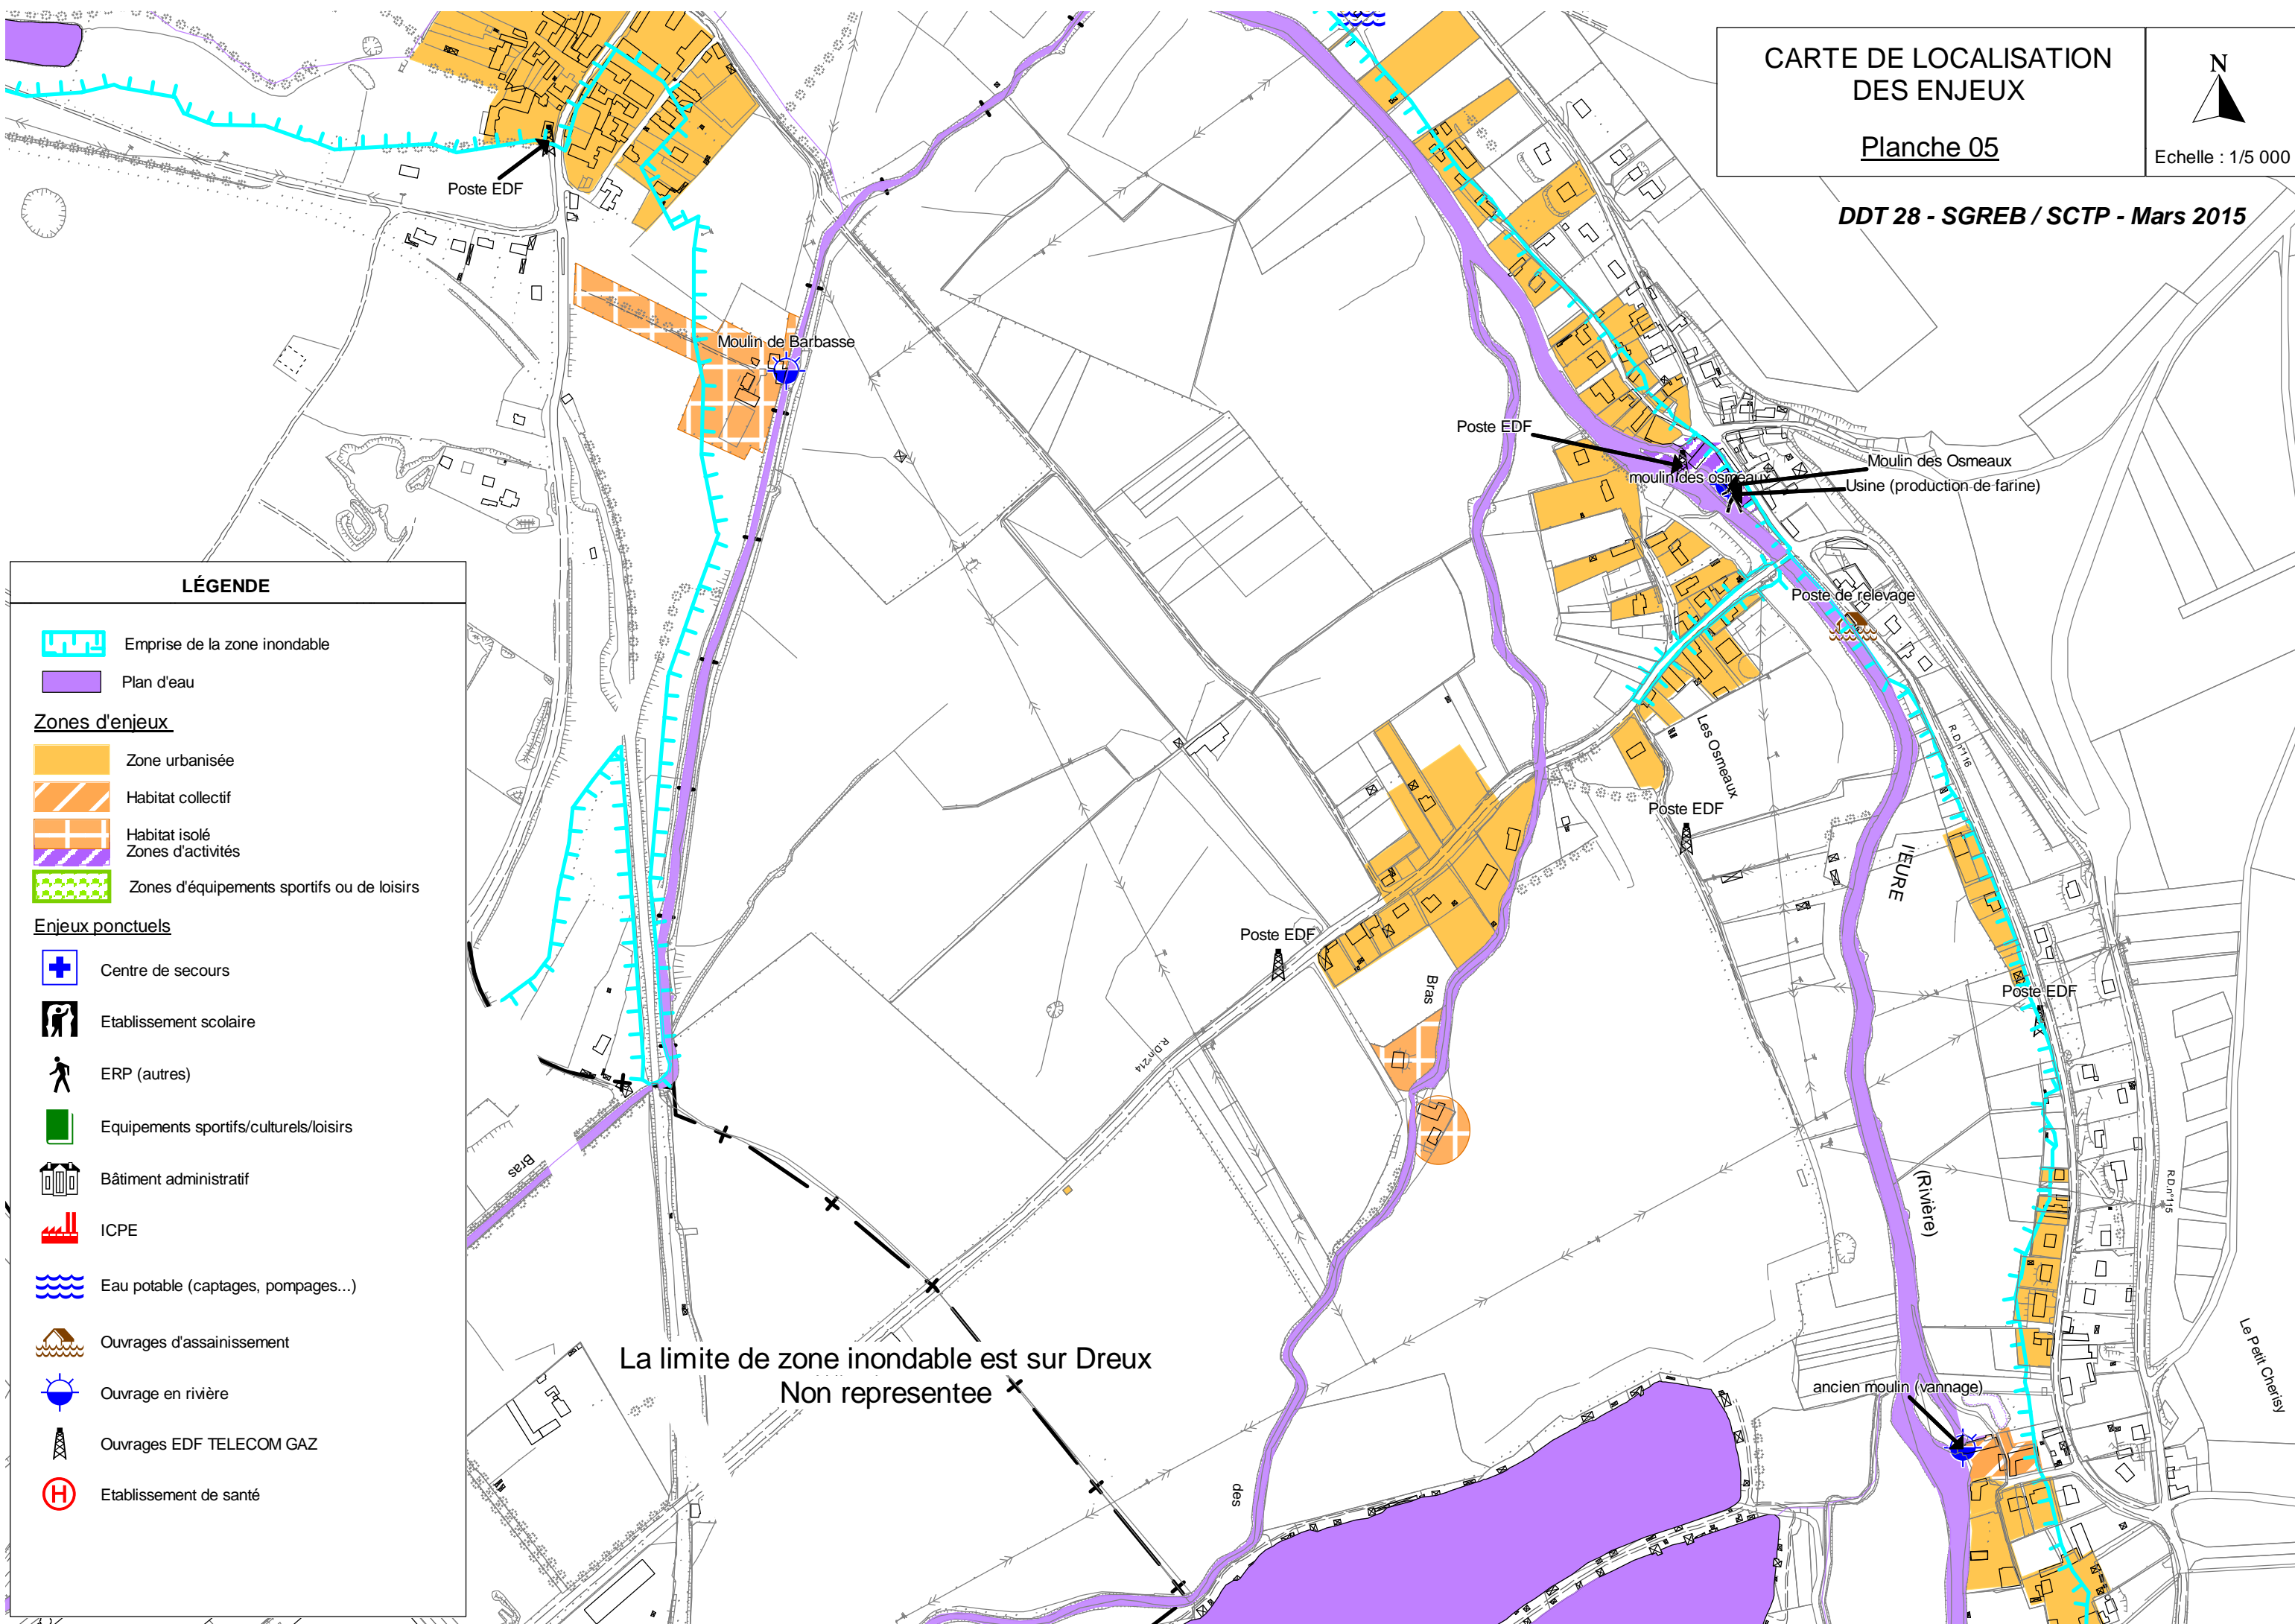 CARTE DE LOCALISATION
DES ENJEUX
Planche 05
N
Echelle : 1/5 000
DDT 28 - SGREB / SCTP - Mars 2015
Poste EDF
Moulin de Barbasse
Poste EDF
moulin des osmeaux
Moulin des Osmeaux
Usine (production de farine)
Poste de relevage
Les Osmeaux
R.D.n°116
Poste EDF
l'EURE
Poste EDF
Bras
Poste EDF
R.D.n°214
Bras
(Rivière)
R.D.n°115
Le Petit Cherisy
La limite de zone inondable est sur Dreux
Non representee
ancien moulin (vannage)
des
LÉGENDE
Emprise de la zone inondable
Plan d'eau
Zones d'enjeux
Zone urbanisée
Habitat collectif
Habitat isolé
Zones d'activités
Zones d'équipements sportifs ou de loisirs
Enjeux ponctuels
Centre de secours
Etablissement scolaire
ERP (autres)
Equipements sportifs/culturels/loisirs
Bâtiment administratif
ICPE
Eau potable (captages, pompages...)
Ouvrages d'assainissement
Ouvrage en rivière
Ouvrages EDF TELECOM GAZ
H
Etablissement de santé